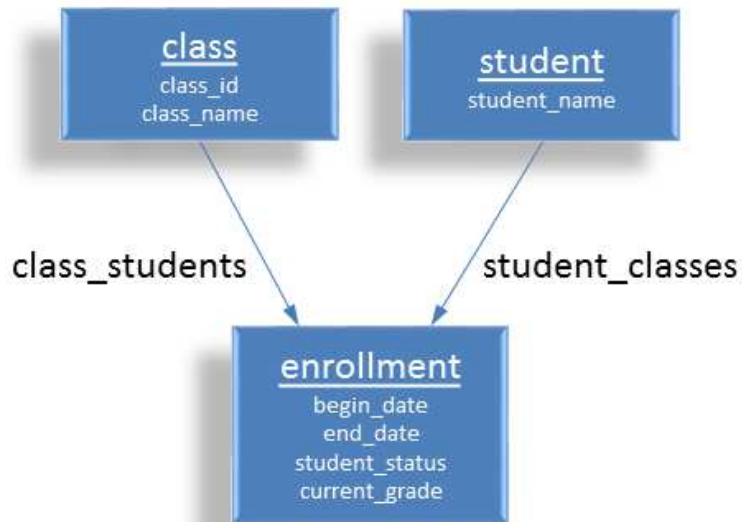 class
class_id
class_name
student
student_name
class_students
student_classes
enrollment
begin_date
end_date
student_status
current_grade